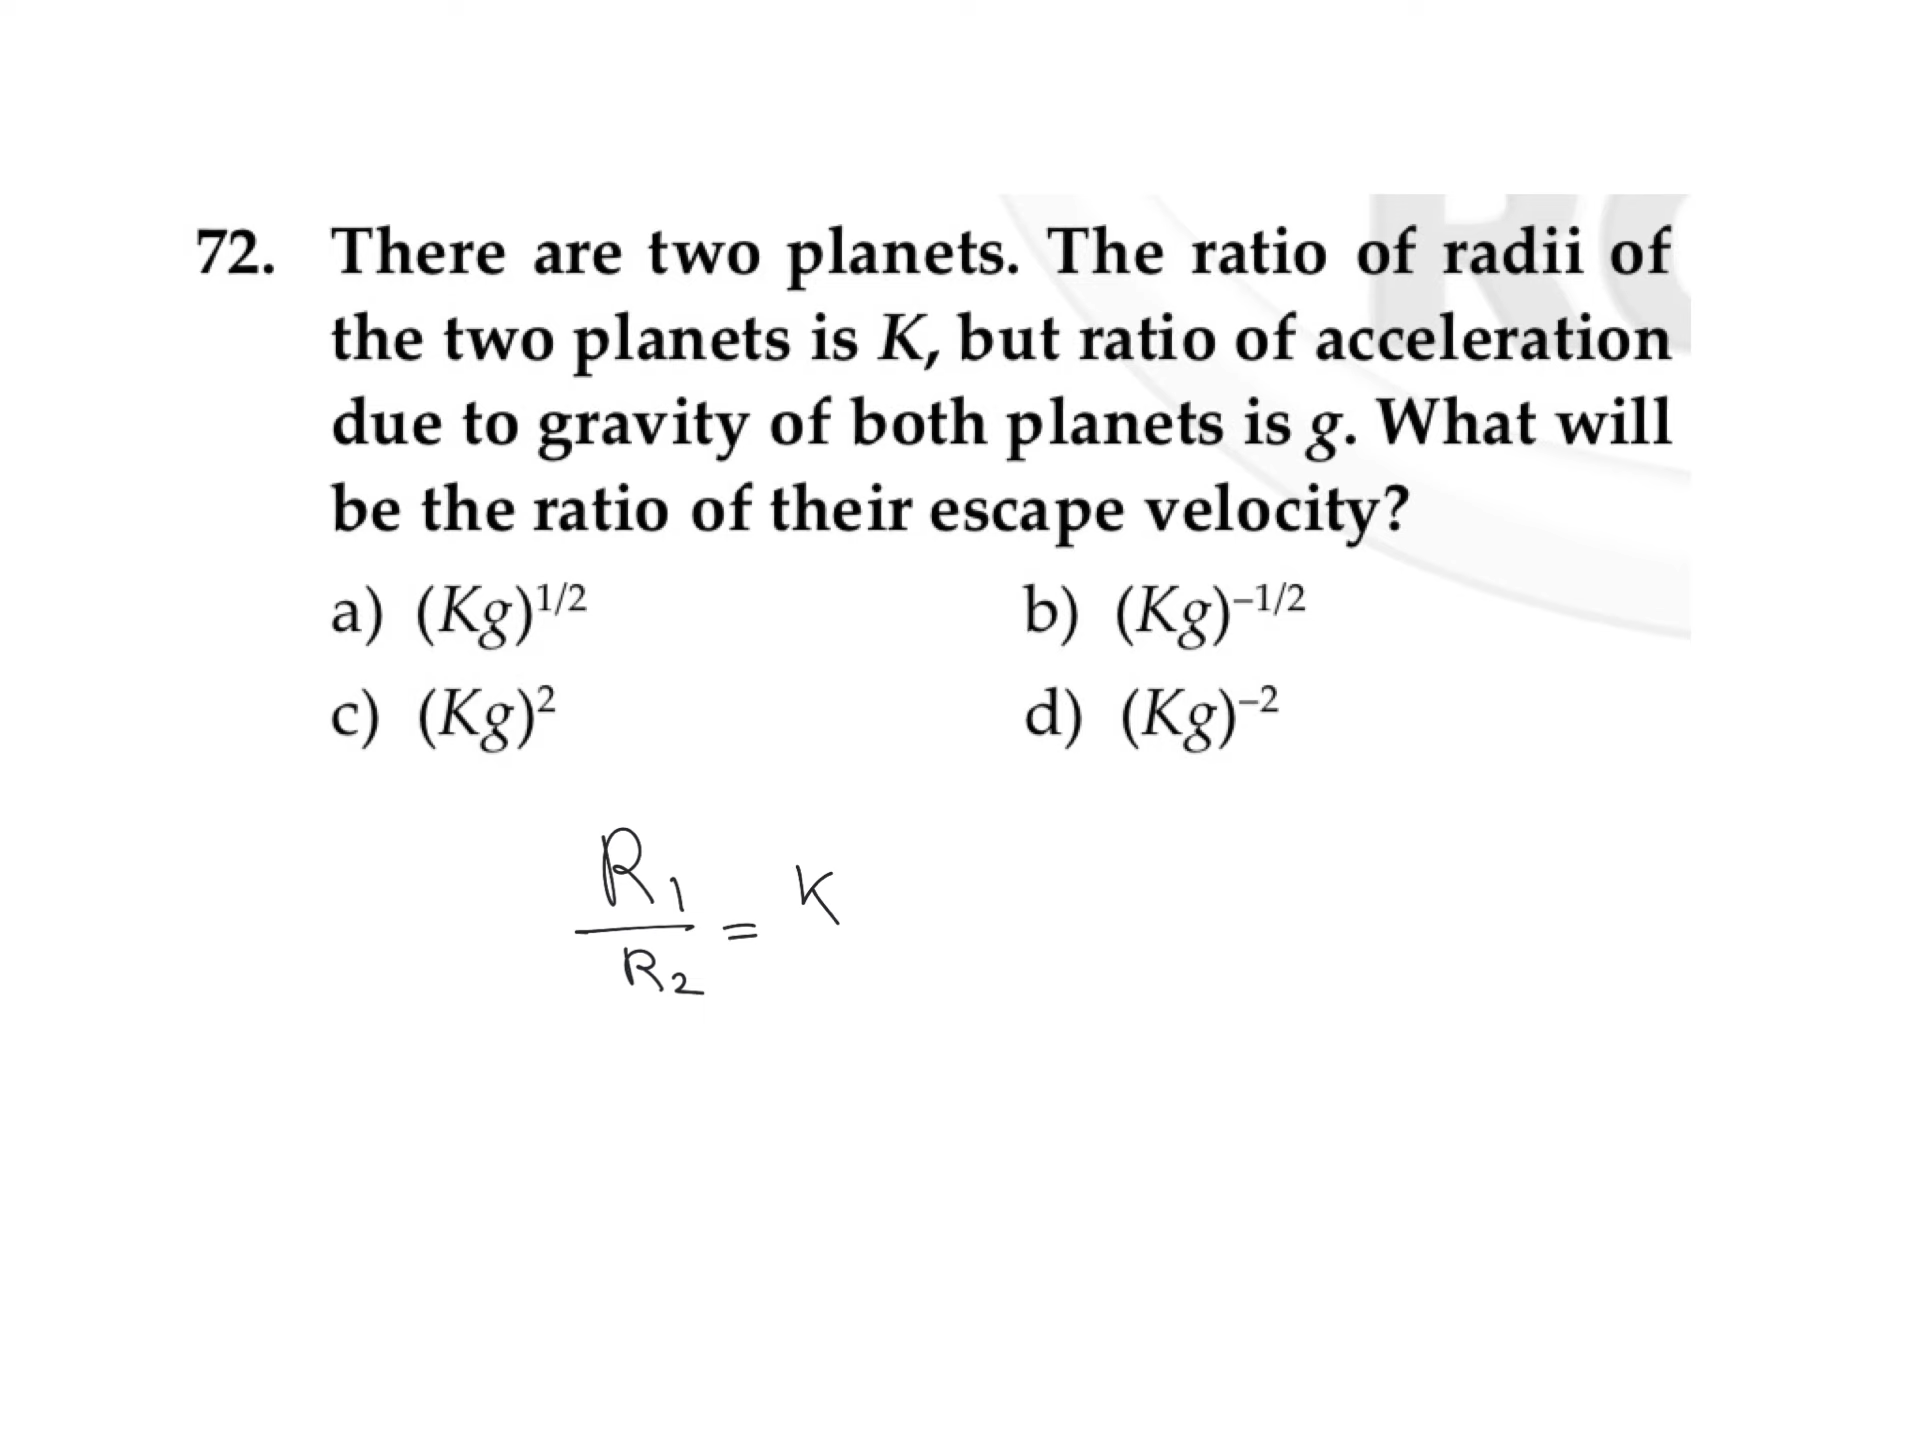 72. There are two planets. The ratio of radii of
the two planets is K, but ratio of acceleration
due to gravity of both planets is g. What will
be the ratio of their escape velocity?
a) (Kg)^{1/2} b) (Kg)^{-1/2}
c) (Kg)^2 d) (Kg)^{-2}
R₁
— = K
R₂